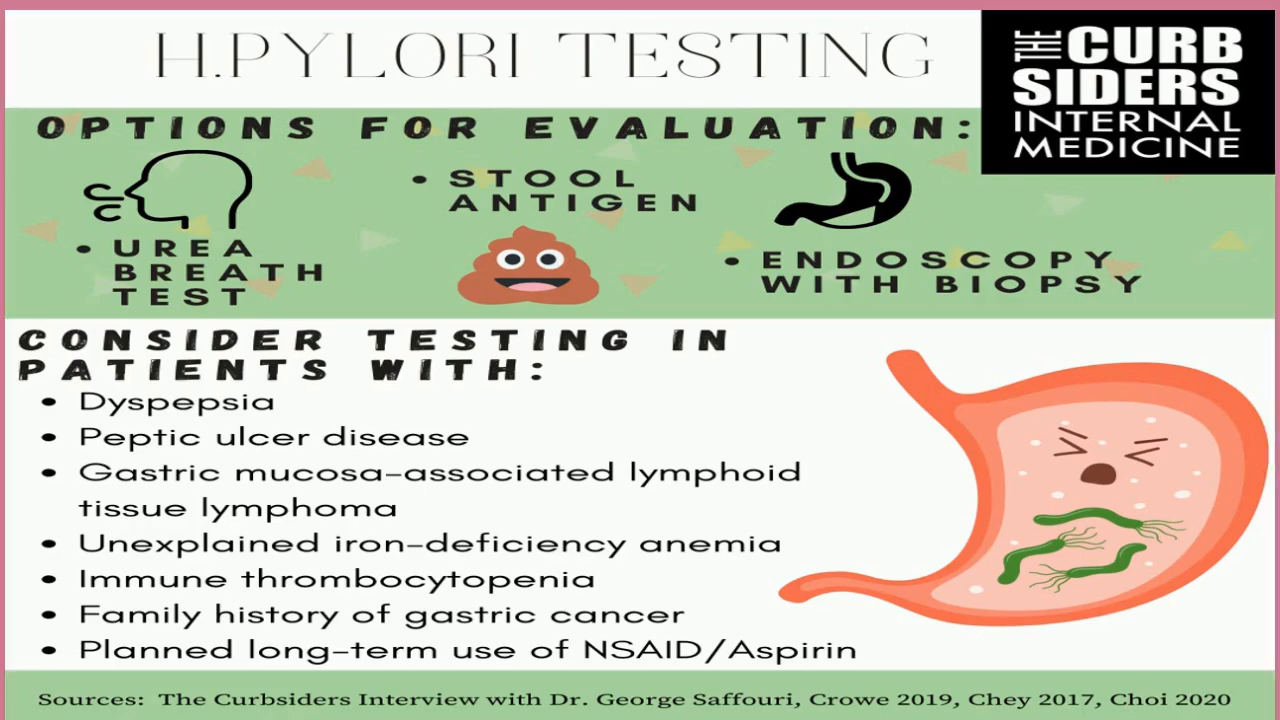 H.PYLORI TESTING
THE CURB
SIDERS
INTERNAL
MEDICINE
OPTIONS FOR EVALUATION:
• UREA
BREATH
TEST
• STOOL
ANTIGEN
• ENDOSCOPY
WITH BIOPSY
CONSIDER TESTING IN
PATIENTS WITH:
• Dyspepsia
• Peptic ulcer disease
• Gastric mucosa-associated lymphoid
tissue lymphoma
• Unexplained iron-deficiency anemia
• Immune thrombocytopenia
• Family history of gastric cancer
• Planned long-term use of NSAID/Aspirin
Sources: The Curbsiders Interview with Dr. George Saffouri, Crowe 2019, Chey 2017, Choi 2020